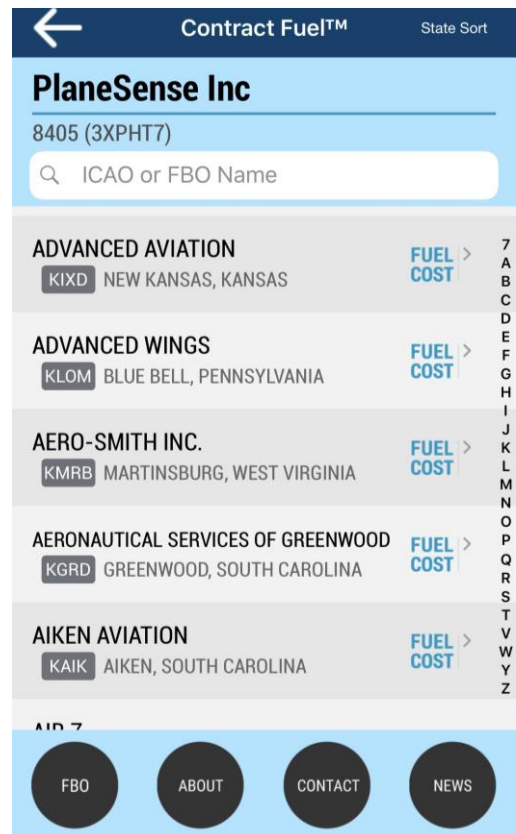 Contract Fuel™
State Sort
PlaneSense Inc
8405 (3XPHT7)
ICAO or FBO Name
ADVANCED AVIATION
KIXD NEW KANSAS, KANSAS
FUEL
COST
ADVANCED WINGS
KLOM BLUE BELL, PENNSYLVANIA
FUEL
COST
AERO-SMITH INC.
KMRB MARTINSBURG, WEST VIRGINIA
FUEL
COST
AERONAUTICAL SERVICES OF GREENWOOD
KGRD GREENWOOD, SOUTH CAROLINA
FUEL
COST
AIKEN AVIATION
KAIK AIKEN, SOUTH CAROLINA
FUEL
COST
AIR 7
7
A
B
C
D
E
F
G
H
I
J
K
L
M
N
O
P
Q
R
S
T
V
W
Y
Z
FBO
ABOUT
CONTACT
NEWS